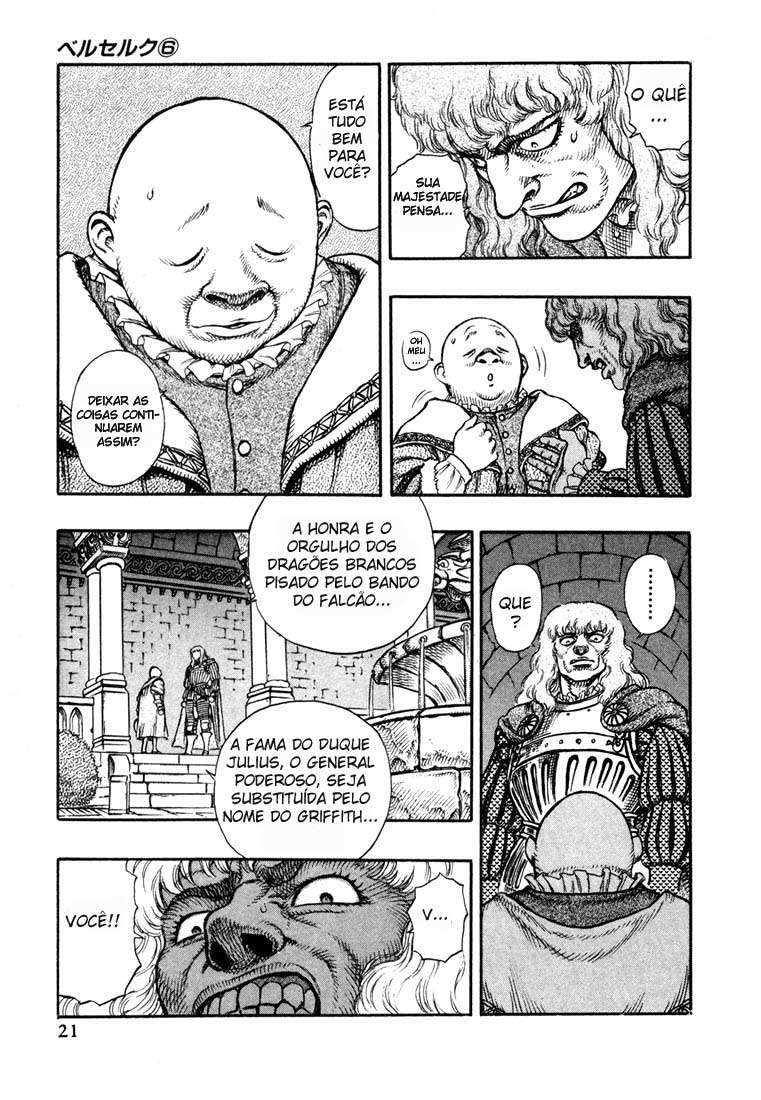 ベルセルク⑥
O QUÊ
...
SUA
MAJESTADE
PENSA...
OH
MEU
...
ESTÁ
TUDO
BEM
PARA
VOCÊ?
DEIXAR AS
COISAS CONTI-
NUAREM
ASSIM?
.........
QUE
?
A HONRA E O
ORGULHO DOS
DRAGÕES BRANCOS
PISADO PELO BANDO
DO FALCÃO...
A FAMA DO DUQUE
JULIUS, O GENERAL
PODEROSO, SEJA
SUBSTITUÍDA PELO
NOME DO GRIFFITH...
V...
VOCÊ!!
21